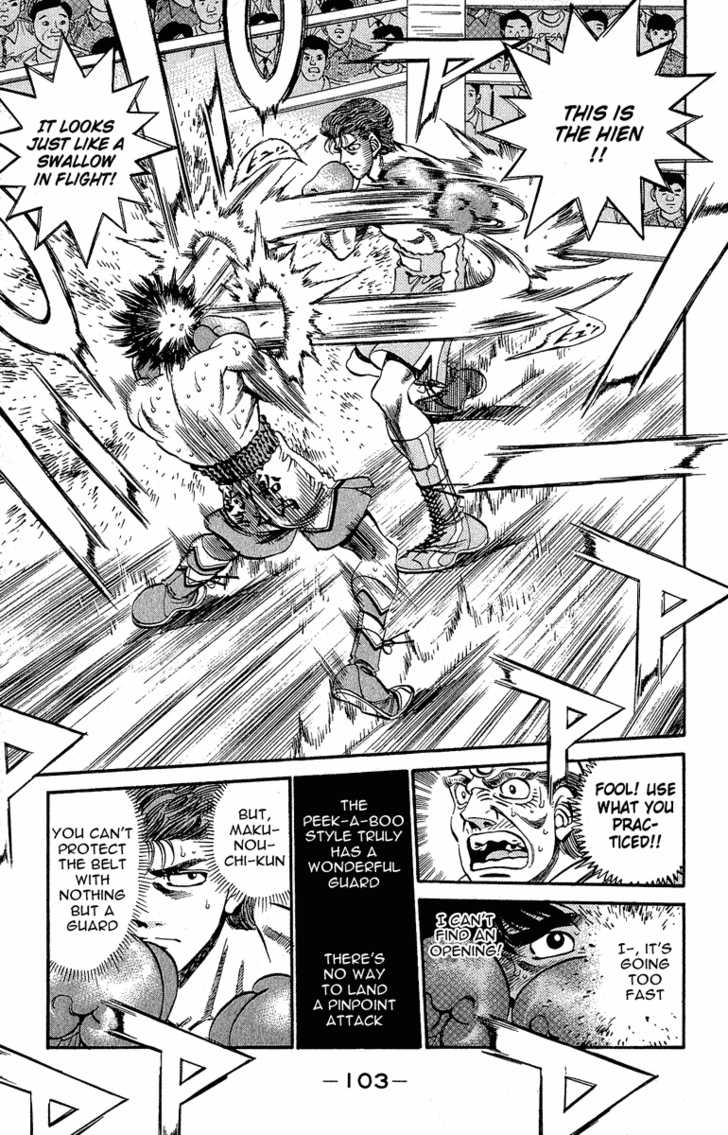 THIS IS
THE HIEN
!!
IT LOOKS
JUST LIKE A
SWALLOW
IN FLIGHT!
FOOL! USE
WHAT YOU
PRAC-
TICED!!
I-, IT'S
GOING
TOO
FAST
I CAN'T
FIND AN
OPENING!
THE
PEEK-A-BOO
STYLE TRULY
HAS A
WONDERFUL
GUARD
THERE'S
NO WAY
TO LAND
A PINPOINT
ATTACK
BUT,
MAKU-
NOU-
CHI-KUN
YOU CAN'T
PROTECT
THE BELT
WITH
NOTHING
BUT A
GUARD
-103-